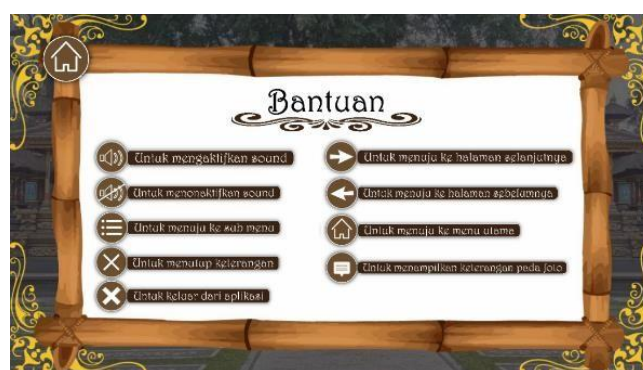 Bantuan
Untuk mengaktifkan sound
Untuk menonaktifkan sound
Untuk menuju ke sub menu
Untuk menutup keterangan
Untuk keluar dari aplikasi
Untuk menuju ke halaman selanjutnya
Untuk menuju ke halaman sebelumnya
Untuk menuju ke menu utama
Untuk menampilkan keterangan pada foto